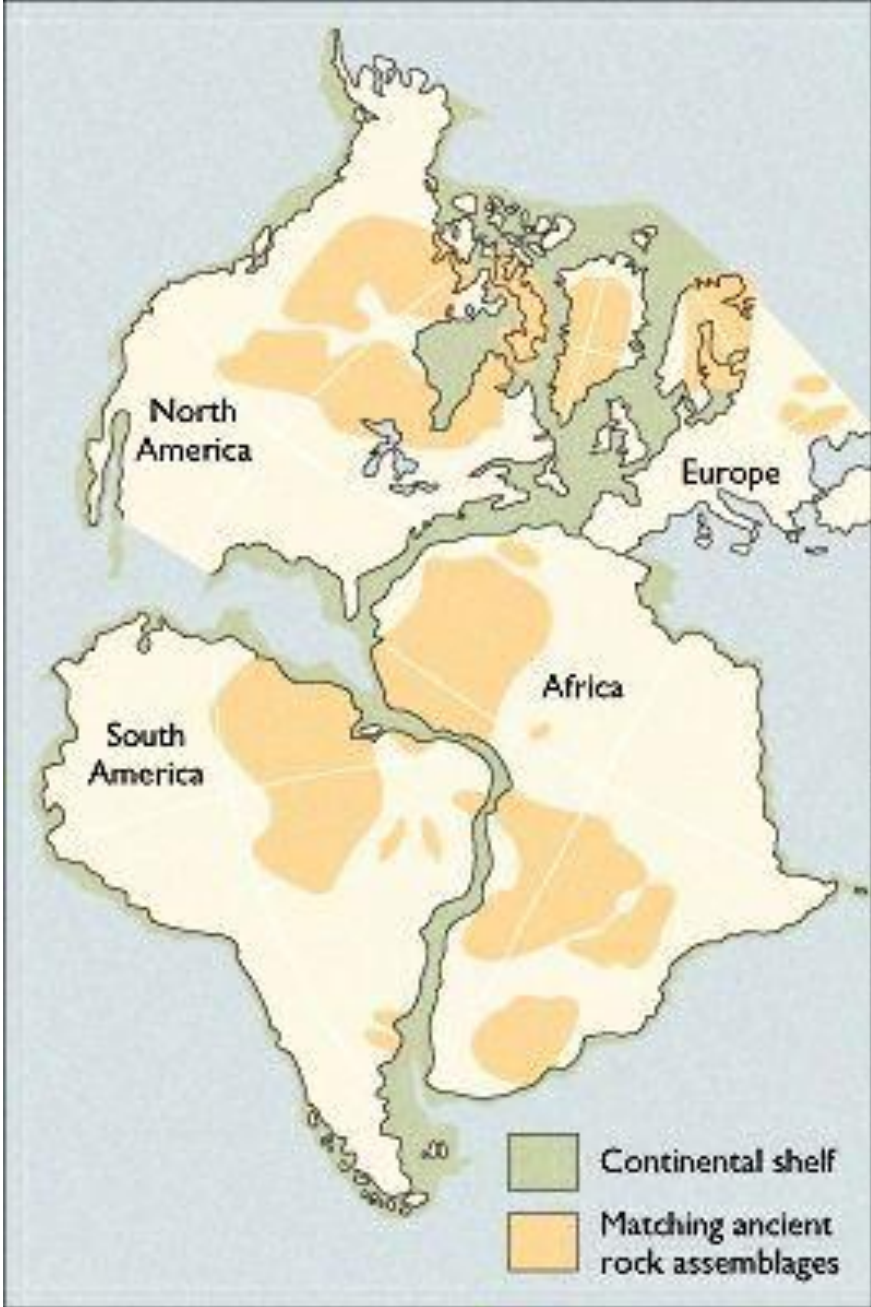 North
America
Europe
Africa
South
America
Continental shelf
Matching ancient
rock assemblages